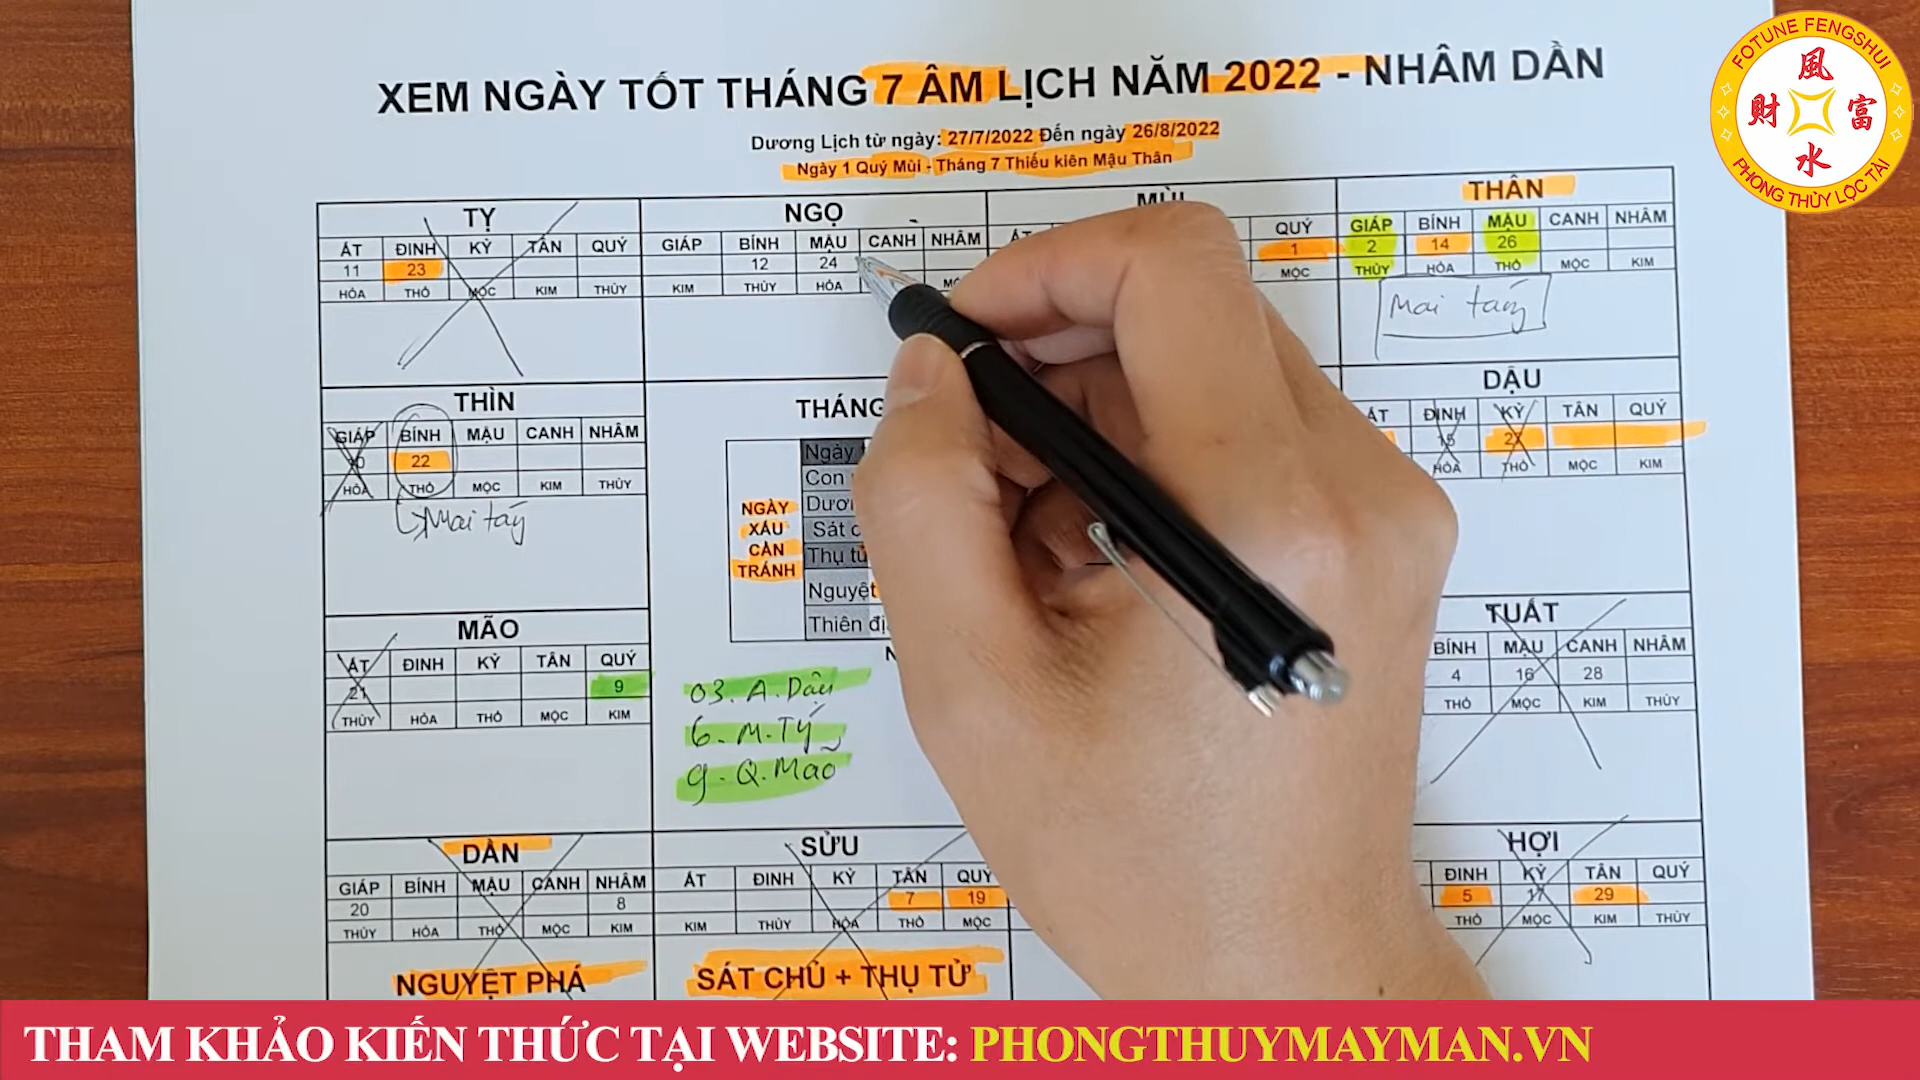 XEM NGÀY TỐT THÁNG 7 ÂM LỊCH NĂM 2022 - NHÂM DẦN
Dương Lịch từ ngày: 27/7/2022 Đến ngày 26/8/2022
Ngày 1 Quý Mùi - Tháng 7 Thiếu kiên Mậu Thân
TỴ
ẤT ĐINH KỶ TÂN QUÝ
11 23
HỎA THỔ MỘC KIM THỦY
NGỌ
GIÁP BÍNH MẬU CANH NHÂM
12 24
KIM THỦY HỎA
MÙI
QUÝ
1
MỘC
THÂN
GIÁP BÍNH MẬU CANH NHÂM
2 14 26
THỦY HỎA THỔ MỘC KIM
Mai táng
THÌN
GIÁP BÍNH MẬU CANH NHÂM
10 22
HỎA THỔ MỘC KIM THỦY
Mai táng
THÁNG
NGÀY XẤU CẦN TRÁNH
Ngày
Con
Sát
Thụ tử
Nguyệt
Thiên
DẬU
ẤT ĐINH KỶ TÂN QUÝ
15 27
HỎA THỔ MỘC KIM
MÃO
ẤT ĐINH KỶ TÂN QUÝ
21 9
THỦY HỎA THỔ MỘC KIM
03. A. Dậu
6. M. Tý
9. Q. Mão
TUẤT
BÍNH MẬU CANH NHÂM
4 16 28
THỔ MỘC KIM THỦY
DẦN
GIÁP BÍNH MẬU CANH NHÂM
20 8
THỦY HỎA THỔ MỘC KIM
NGUYỆT PHÁ
SỬU
ẤT ĐINH KỶ TÂN QUÝ
7 19
KIM THỦY HỎA THỔ MỘC
SÁT CHỦ + THỤ TỬ
HỢI
ĐINH KỶ TÂN QUÝ
5 17 29
THỔ MỘC KIM THỦY
FOTUNE FENGSHUI
風
財 富
水
PHONG THỦY LỘC TÀI
THAM KHẢO KIẾN THỨC TẠI WEBSITE: PHONGTHUYMAYMAN.VN